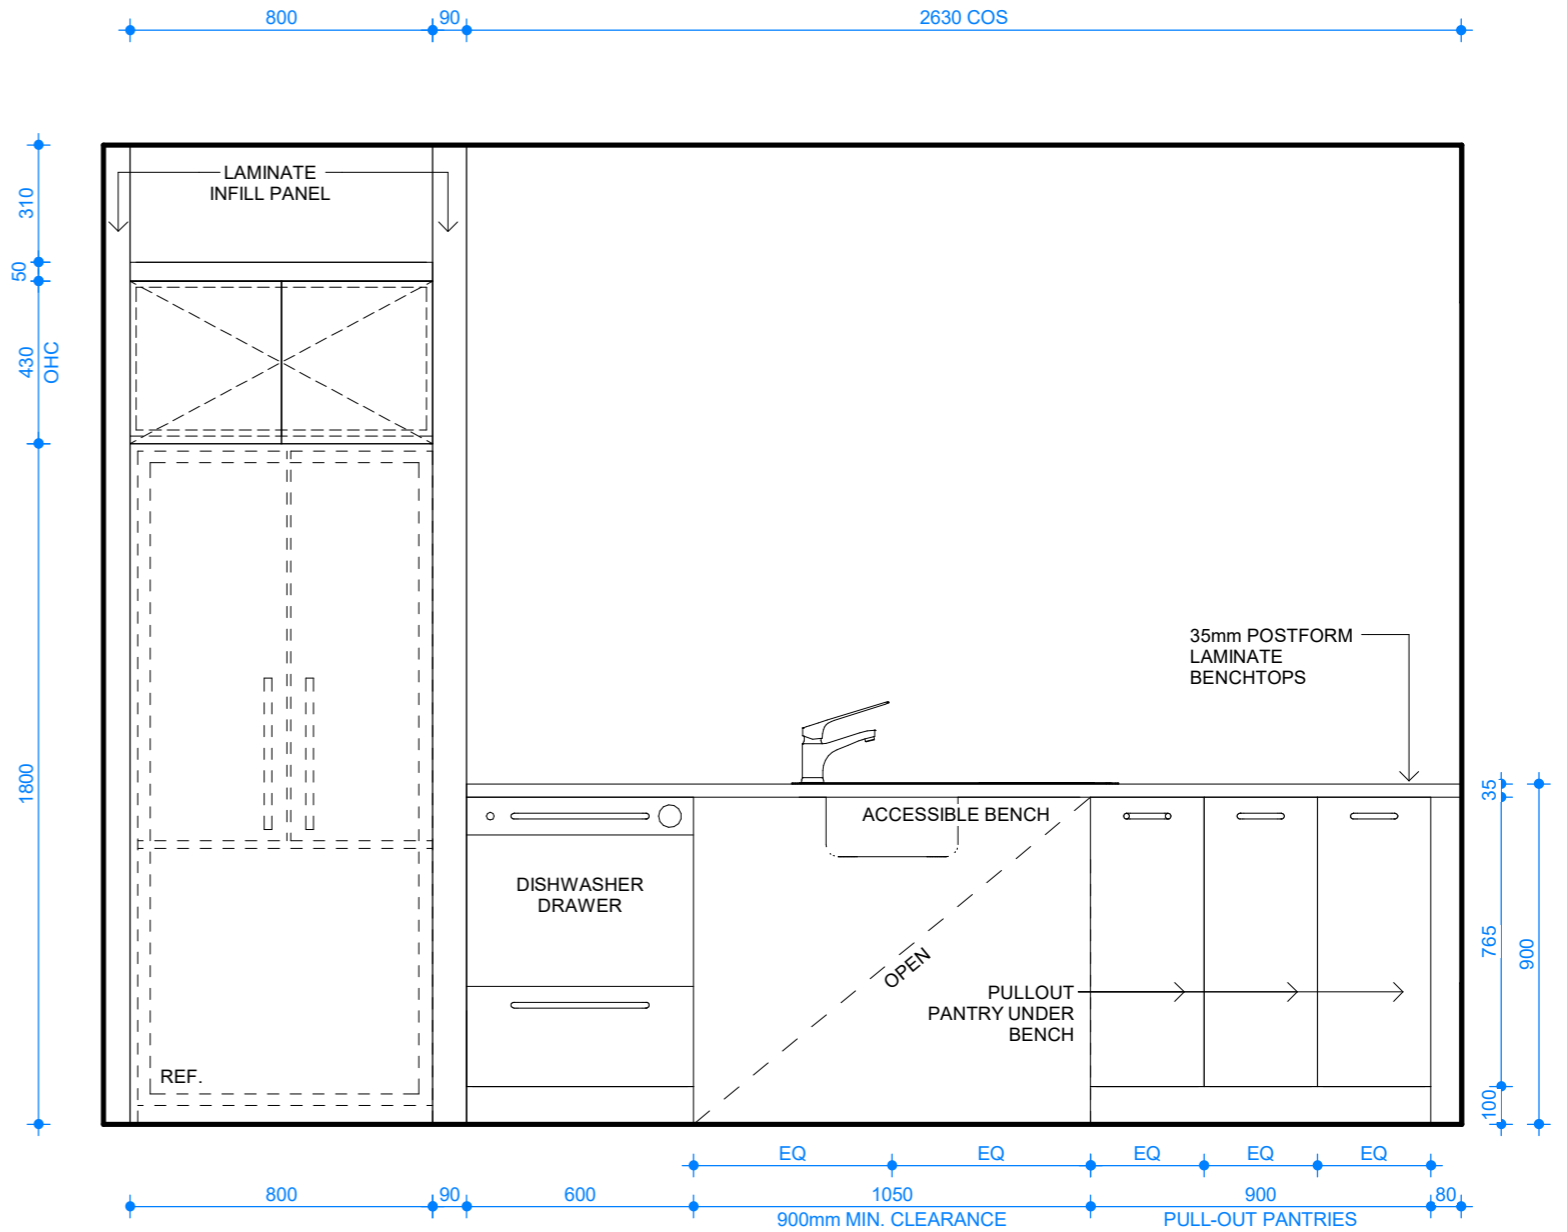 800
90
2630 COS
LAMINATE
INFILL PANEL
310
50
430
OHC
1800
35mm POSTFORM
LAMINATE
BENCHTOPS
ACCESSIBLE BENCH
DISHWASHER
DRAWER
OPEN
PULLOUT
PANTRY UNDER
BENCH
REF.
35
765
900
100
EQ
EQ
EQ
EQ
EQ
800
90
600
1050
900
80
900mm MIN. CLEARANCE
PULL-OUT PANTRIES